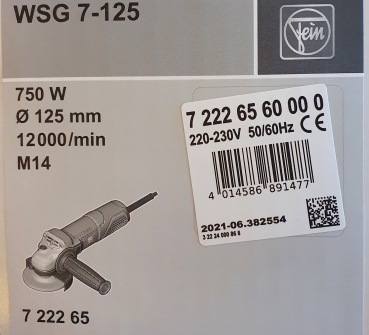 WSG 7-125
Fein
750 W
Ø 125 mm
12000/min
M14
7 222 65 60 00 0
220-230V 50/60Hz CE
4 014586 891477
2021-06.382554
7 222 65